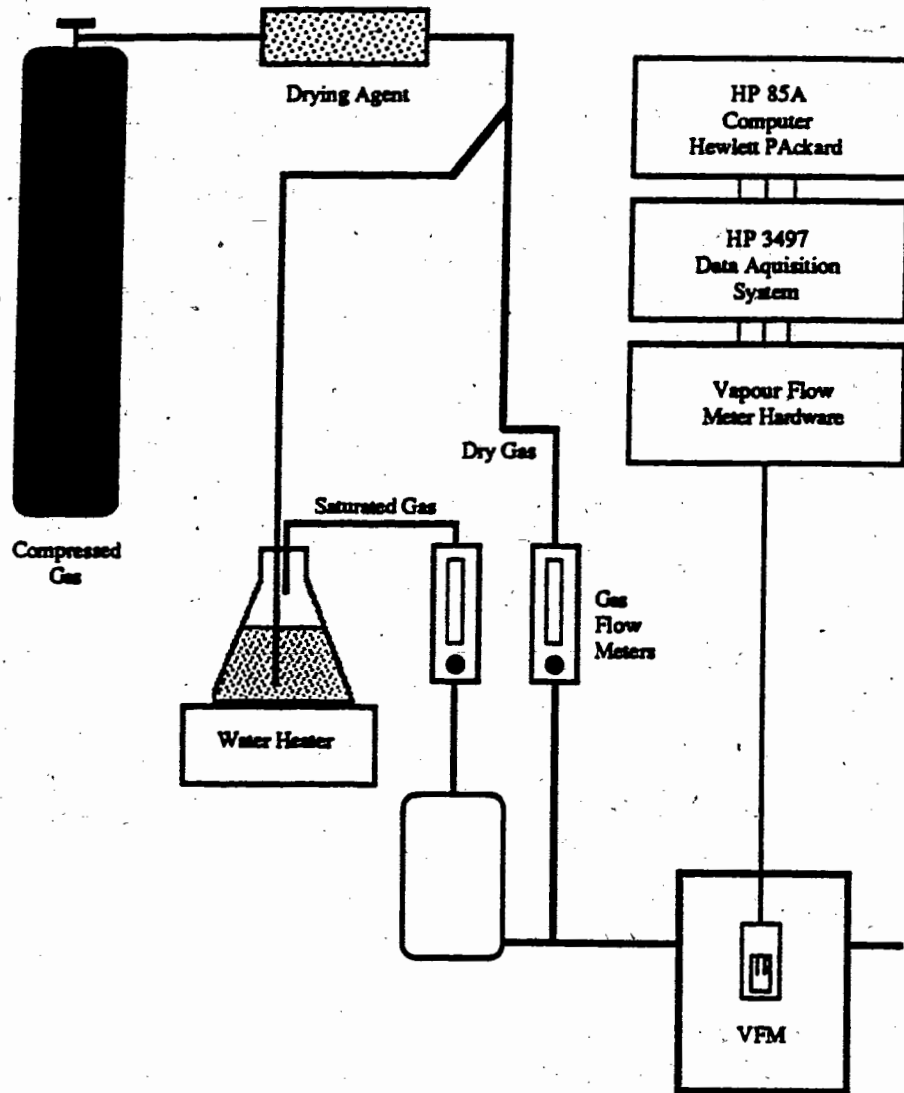 Drying Agent
HP 85A
Computer
Hewlett PAckard
HP 3497
Data Aquisition
System
Vapour Flow
Meter Hardware
Dry Gas
Saturated Gas
Compressed
Gas
Gas
Flow
Meters
Water Heater
VFM